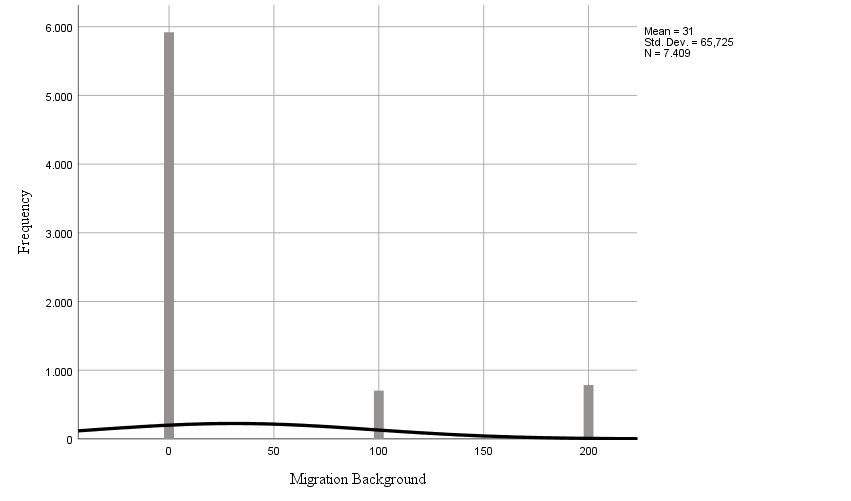 6.000
5.000
4.000
3.000
2.000
1.000
0
Frequency
0 50 100 150 200
Migration Background
Mean = 31
Std. Dev. = 65,725
N = 7.409